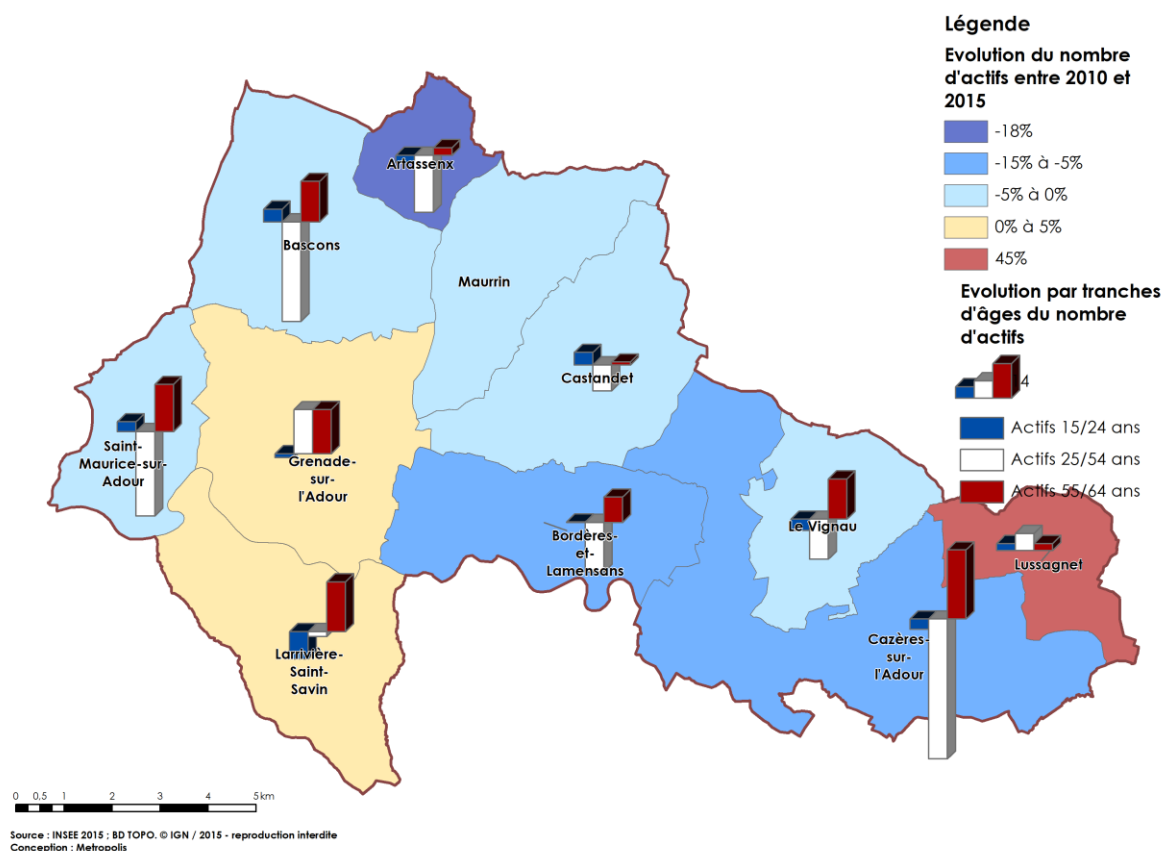 Légende
Evolution du nombre
d'actifs entre 2010 et
2015
-18%
-15% à -5%
-5% à 0%
0% à 5%
45%
Evolution par tranches
d'âges du nombre
d'actifs
4
Actifs 15/24 ans
Actifs 25/54 ans
Actifs 55/64 ans
Artassenx
Bascons
Maurrin
Castandet
Saint-
Maurice-sur-
Adour
Grenade-
sur-
l'Adour
Bordères-
et-
Lamensans
Le Vignau
Lussagnet
Cazères-
sur-
l'Adour
Larrivière-
Saint-
Savin
0 0,5 1 2 3 4 5 km
Source : INSEE 2015 ; BD TOPO, © IGN / 2015 - reproduction interdite
Conception : Metropolis